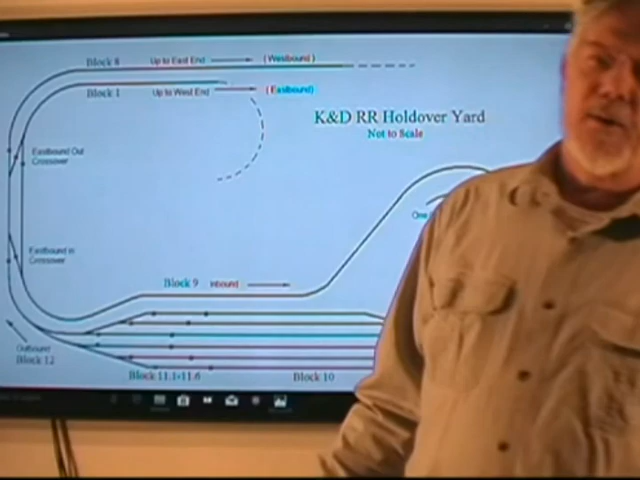 Block 8 Up to East End ( Westbound )
Block 1 Up to West End ( Eastbound)
K&D RR Holdover Yard
Not to Scale
Eastbound Out
Crossover
Eastbound In
Crossover
One
Block 9 Inbound
Outbound
Block 12
Block 11.1-11.6 Block 10